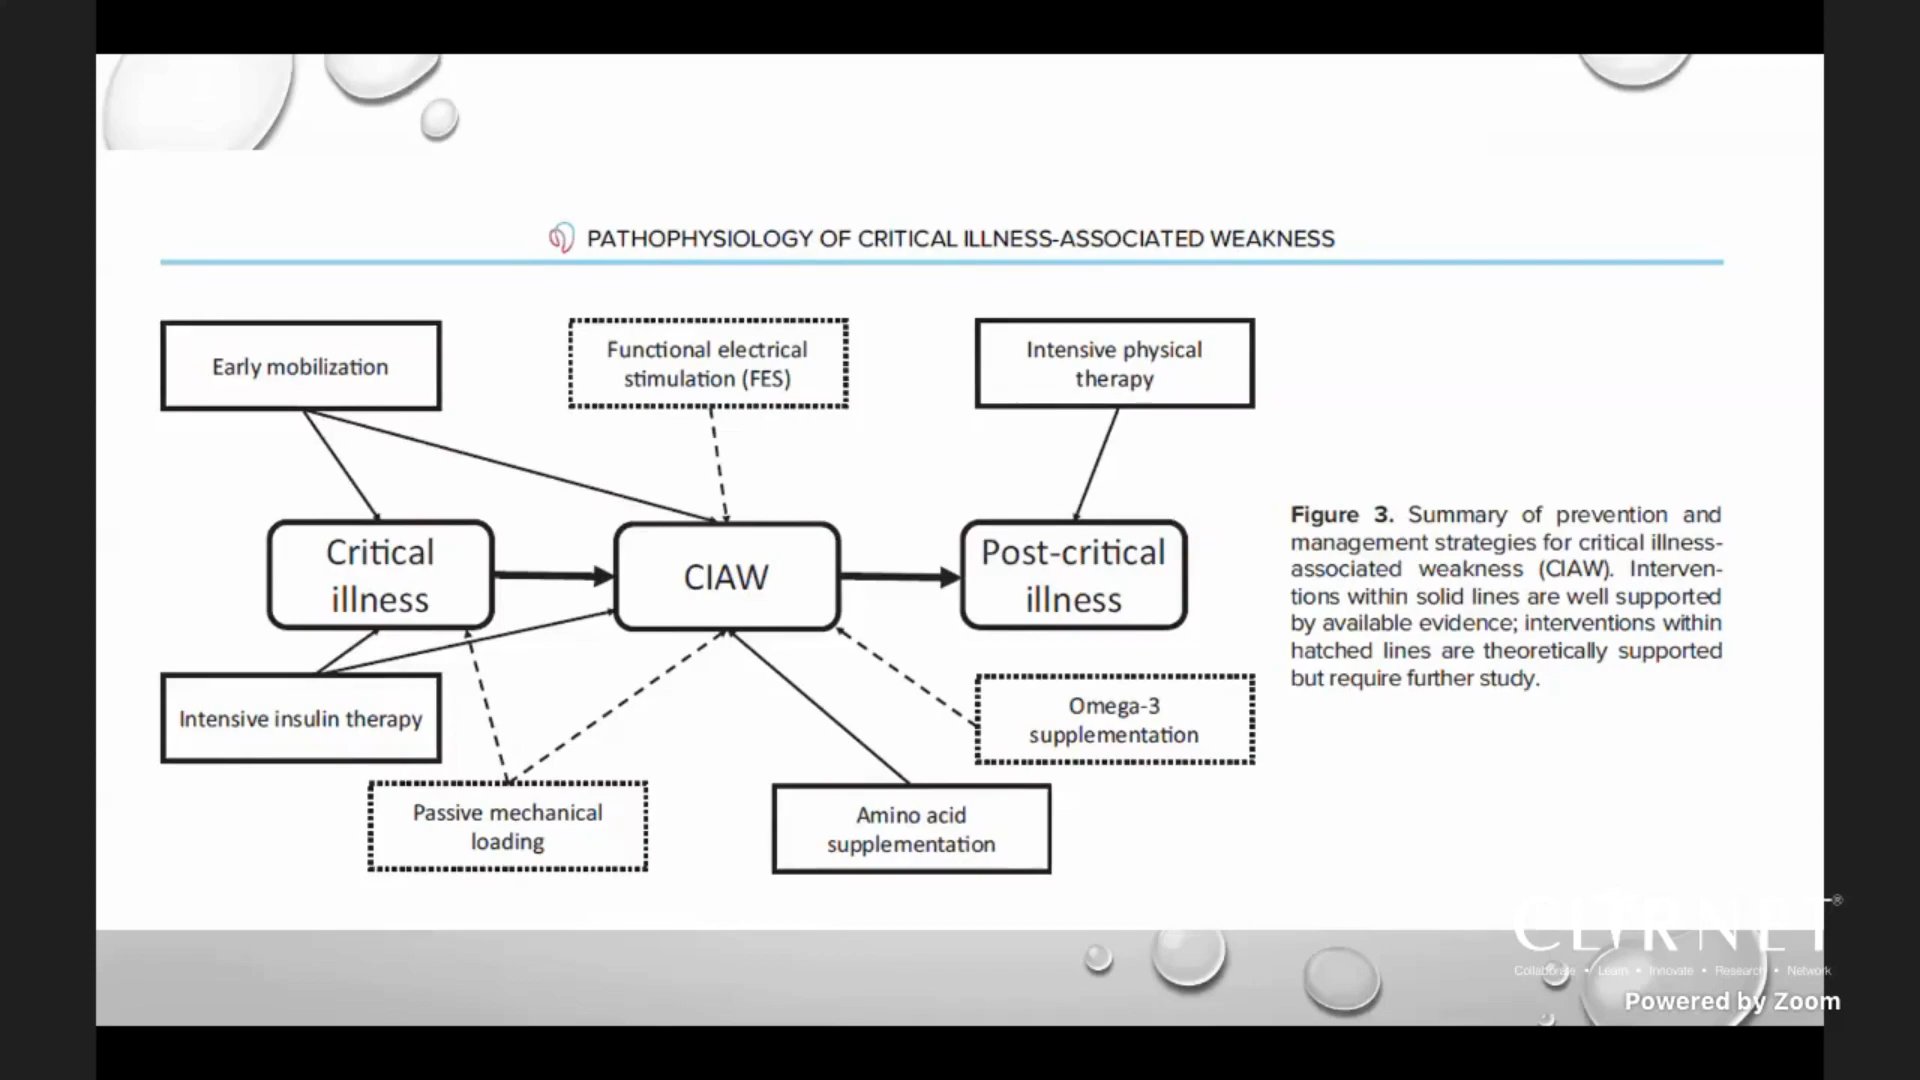 PATHOPHYSIOLOGY OF CRITICAL ILLNESS-ASSOCIATED WEAKNESS
Early mobilization
Functional electrical
stimulation (FES)
Intensive physical
therapy
Critical
illness
CIAW
Post-critical
illness
Figure 3. Summary of prevention and
management strategies for critical illness-
associated weakness (CIAW). Interven-
tions within solid lines are well supported
by available evidence; interventions within
hatched lines are theoretically supported
but require further study.
Intensive insulin therapy
Omega-3
supplementation
Passive mechanical
loading
Amino acid
supplementation
CLIRNET®
Collaborate • Learn • Innovate • Research • Network
Powered by Zoom